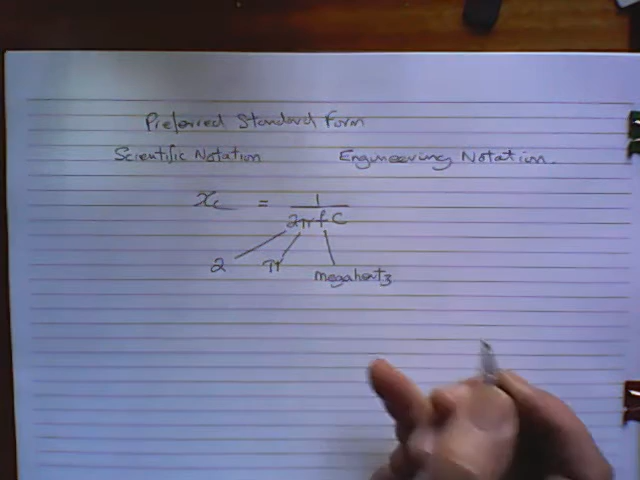 Preferred Standard Form
Scientific Notation Engineering Notation.
Xc = 1
2πfC
2 π megahertz